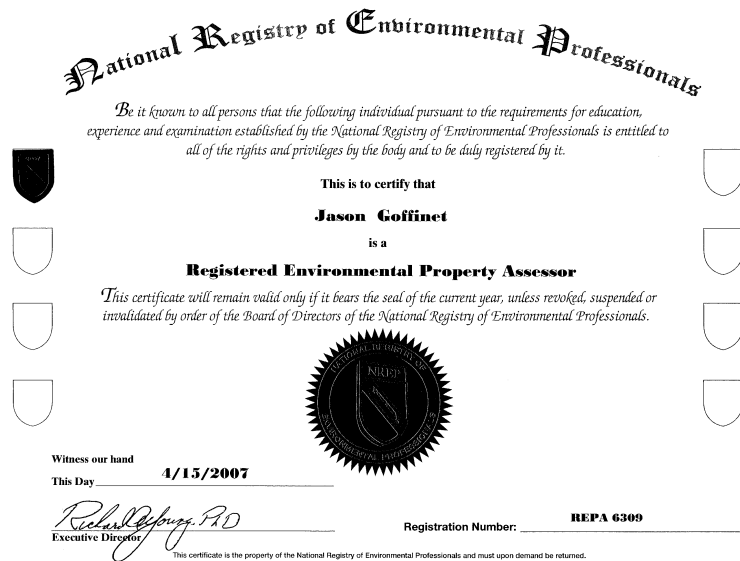 National Registry of Environmental Professionals
Be it known to all persons that the following individual pursuant to the requirements for education,
experience and examination established by the National Registry of Environmental Professionals is entitled to
all of the rights and privileges by the body and to be duly registered by it.
This is to certify that
Jason Goffinet
is a
Registered Environmental Property Assessor
This certificate will remain valid only if it bears the seal of the current year, unless revoked, suspended or
invalidated by order of the Board of Directors of the National Registry of Environmental Professionals.
NATIONAL REGISTRY OF
NREP
ENVIRONMENTAL PROFESSIONALS
Witness our hand
This Day 4/15/2007
Richard A Young, PhD
Executive Director
Registration Number: REPA 6309
This certificate is the property of the National Registry of Environmental Professionals and must upon demand be returned.